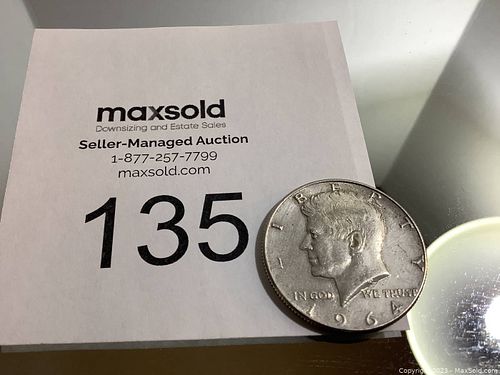 maxsold
Downsizing and Estate Sales
Seller-Managed Auction
1-877-257-7799
maxsold.com
135
LIBERTY
IN GOD WE TRUST
1964
Copyright 2023 - MaxSold.com